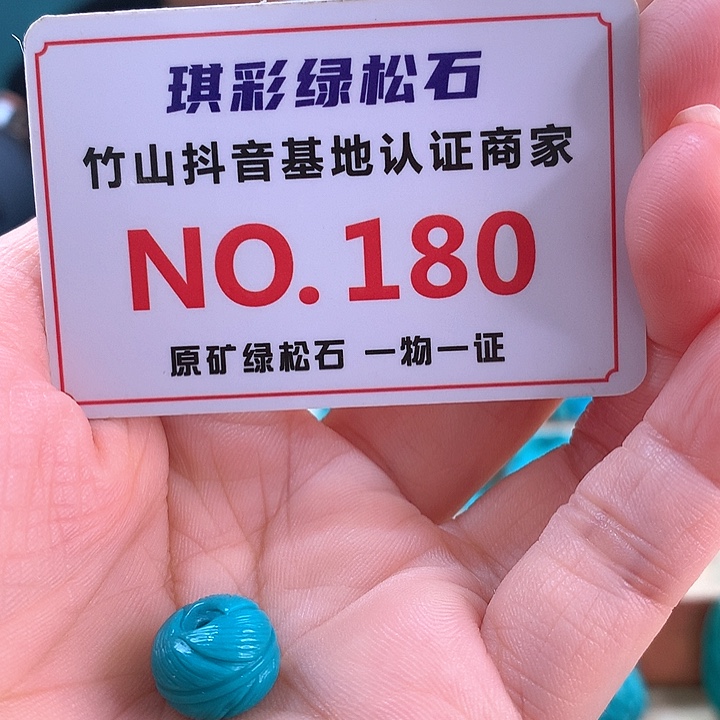 琪彩绿松石
竹山抖音基地认证商家
NO.180
原矿绿松石 一物一证